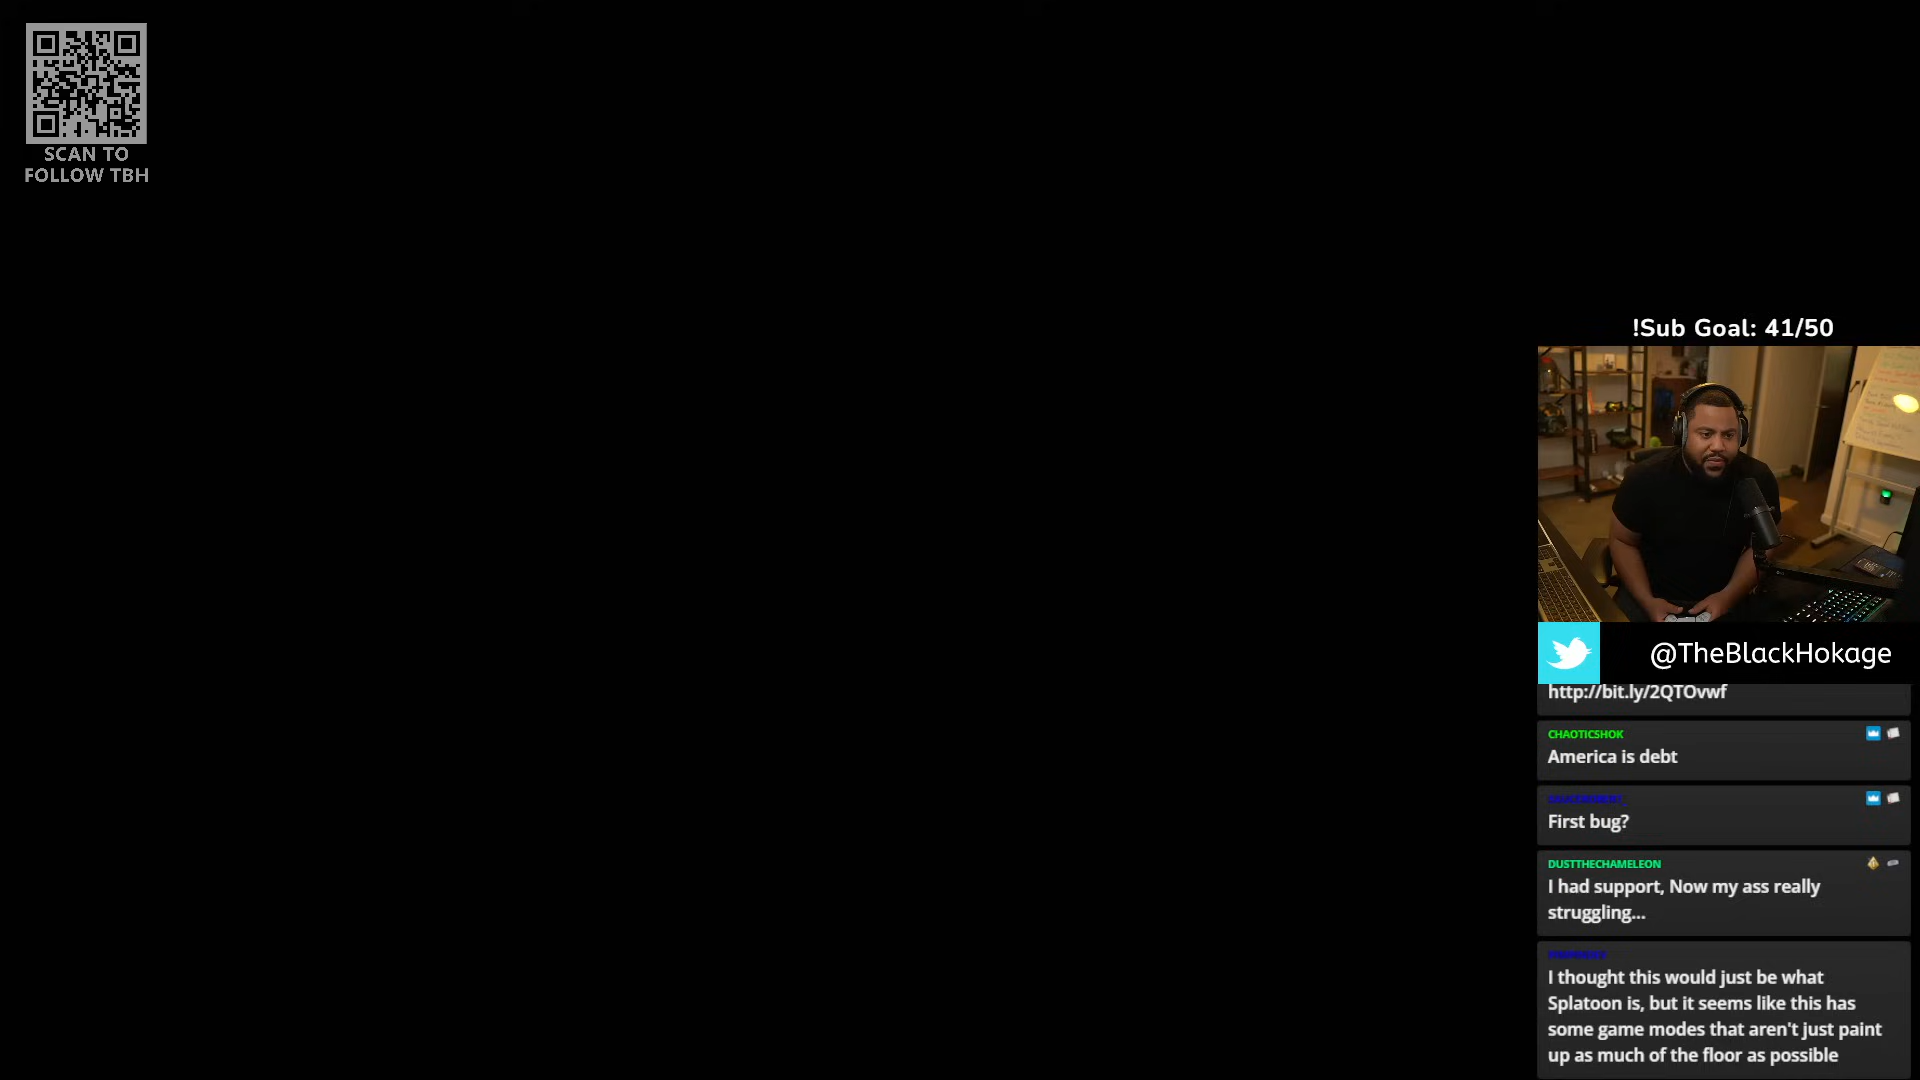 SCAN TO
FOLLOW TBH
!Sub Goal: 41/50
@TheBlackHokage
http://bit.ly/2QTOvwf
CHAOTICSHOK
America is debt
First bug?
DUSTTHECHAMELEON
I had support, Now my ass really
struggling...
I thought this would just be what
Splatoon is, but it seems like this has
some game modes that aren't just paint
up as much of the floor as possible